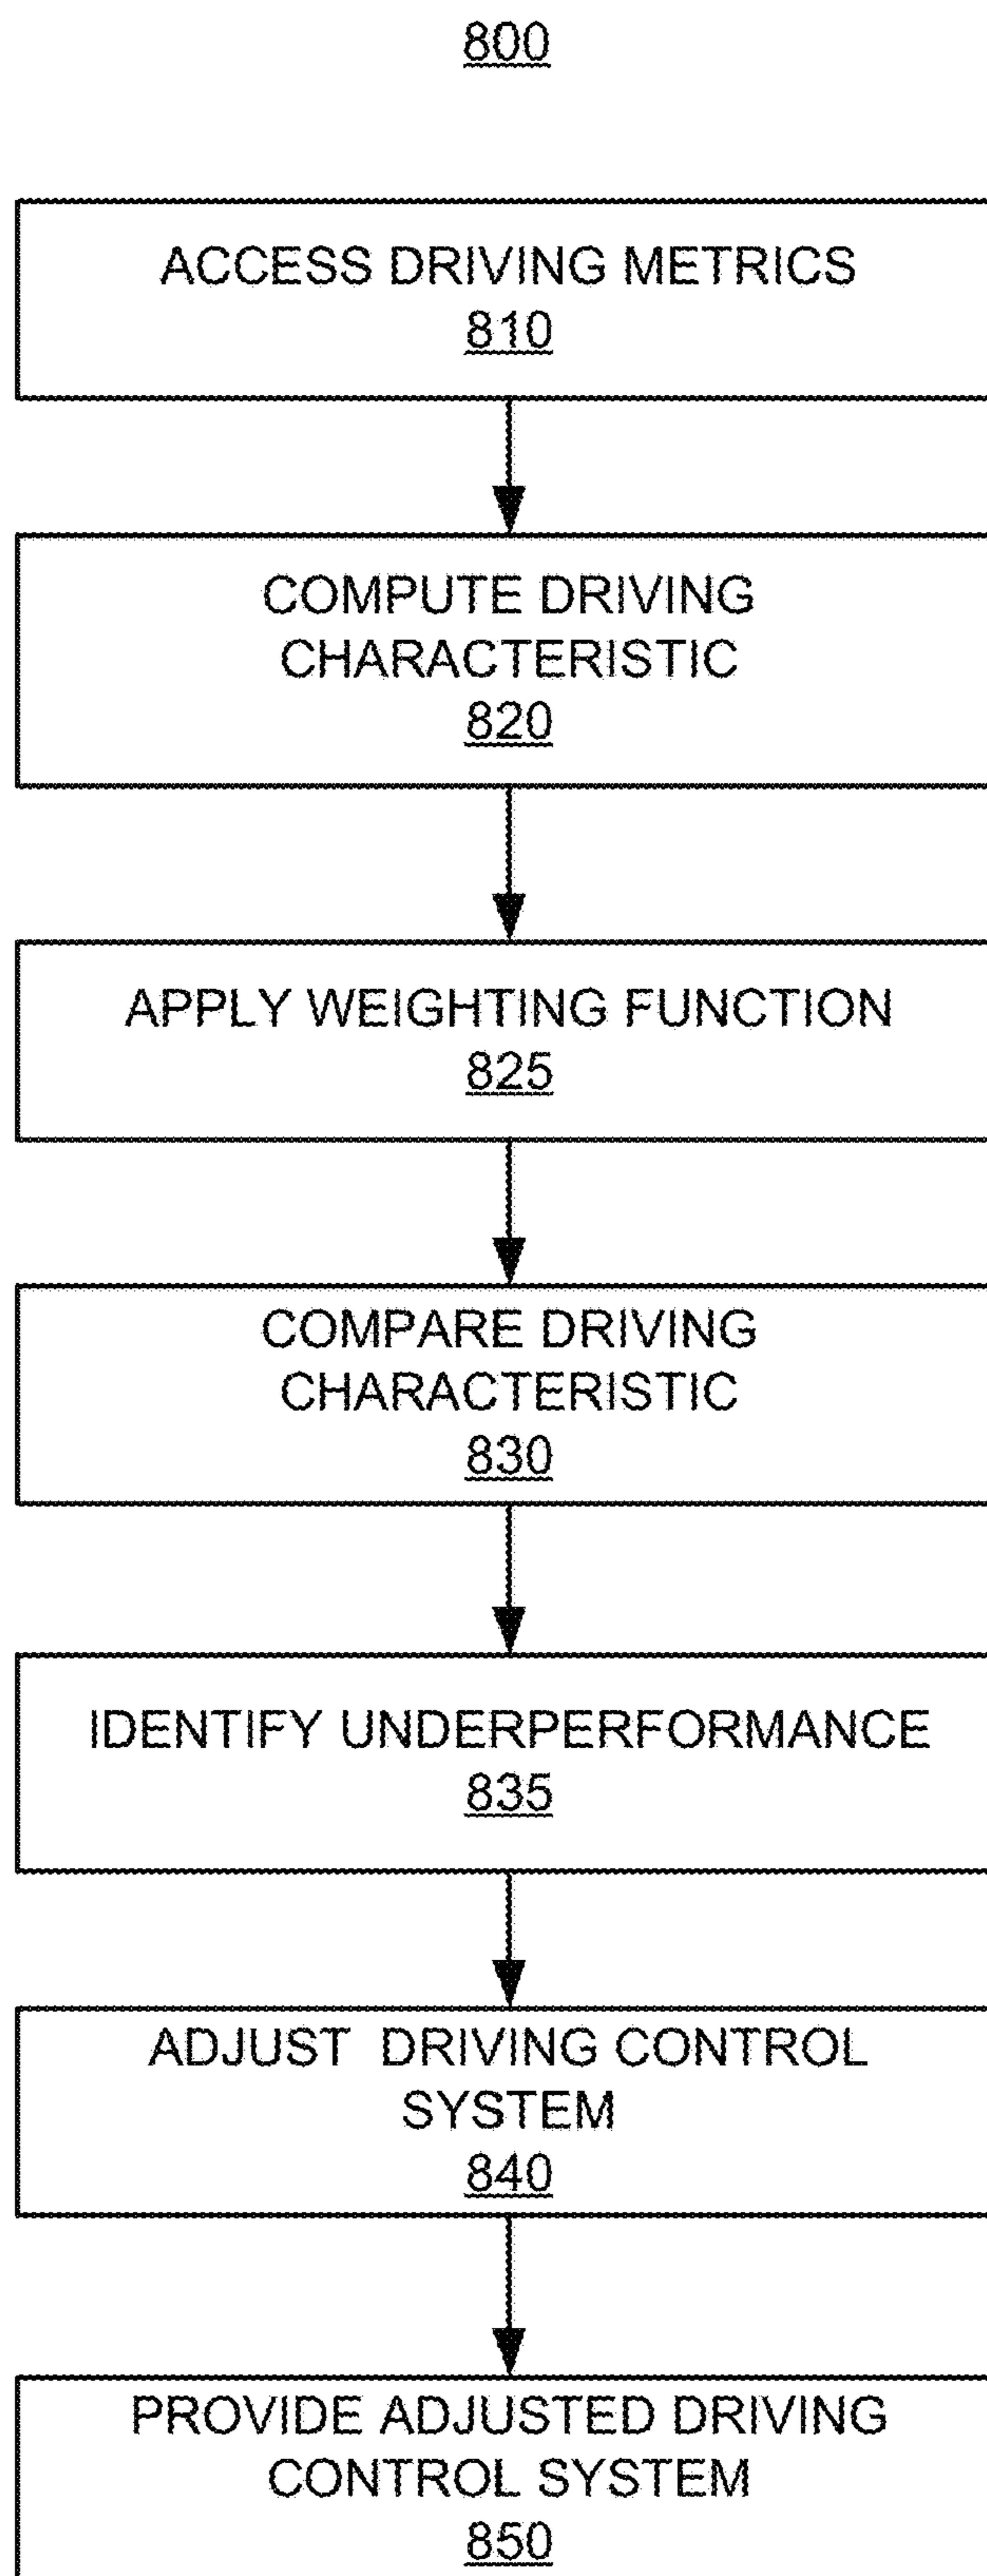 800
ACCESS DRIVING METRICS
810
COMPUTE DRIVING
CHARACTERISTIC
820
APPLY WEIGHTING FUNCTION
825
COMPARE DRIVING
CHARACTERISTIC
830
IDENTIFY UNDERPERFORMANCE
835
ADJUST DRIVING CONTROL
SYSTEM
840
PROVIDE ADJUSTED DRIVING
CONTROL SYSTEM
850